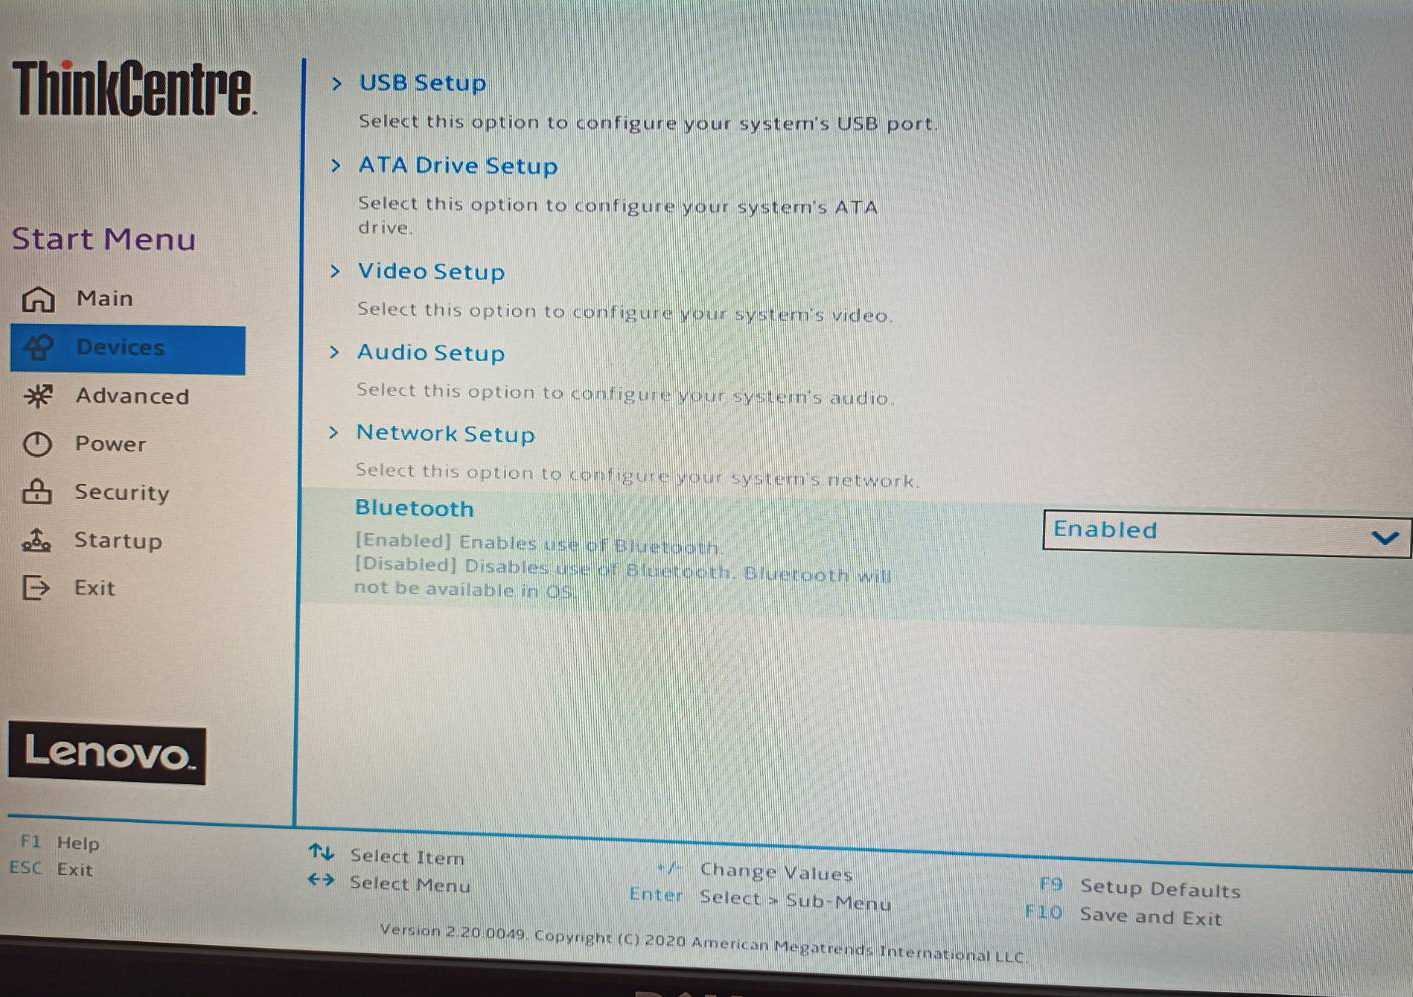 ThinkCentre.
Start Menu
Main
Devices
Advanced
Power
Security
Startup
Exit
Lenovo.
> USB Setup
Select this option to configure your system's USB port.
> ATA Drive Setup
Select this option to configure your system's ATA
drive.
> Video Setup
Select this option to configure your system's video.
> Audio Setup
Select this option to configure your system's audio.
> Network Setup
Select this option to configure your system's network.
Bluetooth
Enabled
[Enabled] Enables use of Bluetooth.
[Disabled] Disables use of Bluetooth. Bluetooth will
not be available in OS.
F1 Help
ESC Exit
↑↓ Select Item
←→ Select Menu
+/- Change Values
Enter Select > Sub-Menu
F9 Setup Defaults
F10 Save and Exit
Version 2.20.0049. Copyright (C) 2020 American Megatrends International LLC.